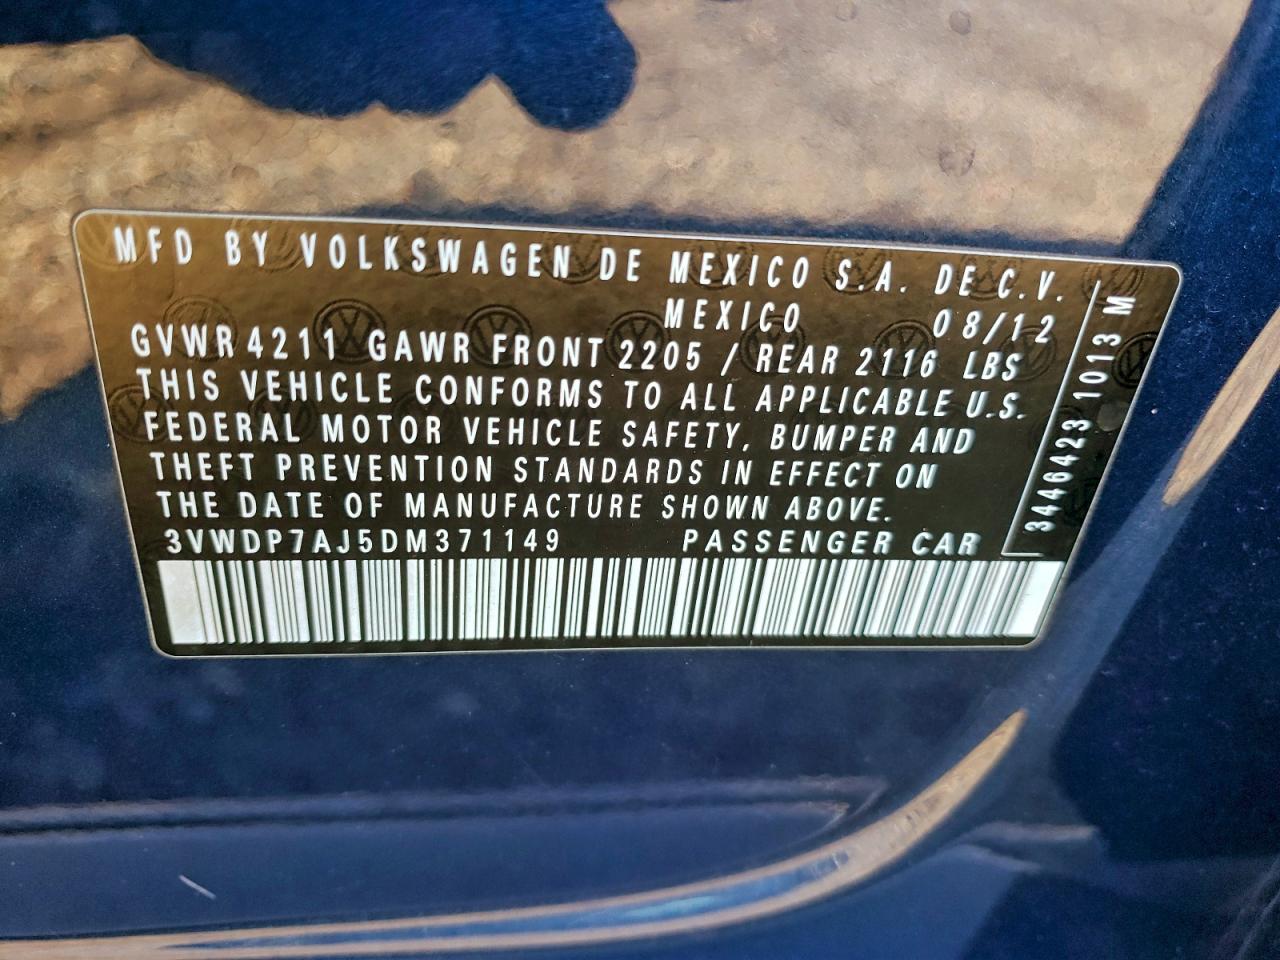 MFD BY VOLKSWAGEN DE MEXICO S.A. DE C.V.
MEXICO 08/12
GVWR 4211 GAWR FRONT 2205 / REAR 2116 LBS
THIS VEHICLE CONFORMS TO ALL APPLICABLE U.S.
FEDERAL MOTOR VEHICLE SAFETY, BUMPER AND
THEFT PREVENTION STANDARDS IN EFFECT ON
THE DATE OF MANUFACTURE SHOWN ABOVE.
3VWDP7AJ5DM371149 PASSENGER CAR
3446423 1013 M